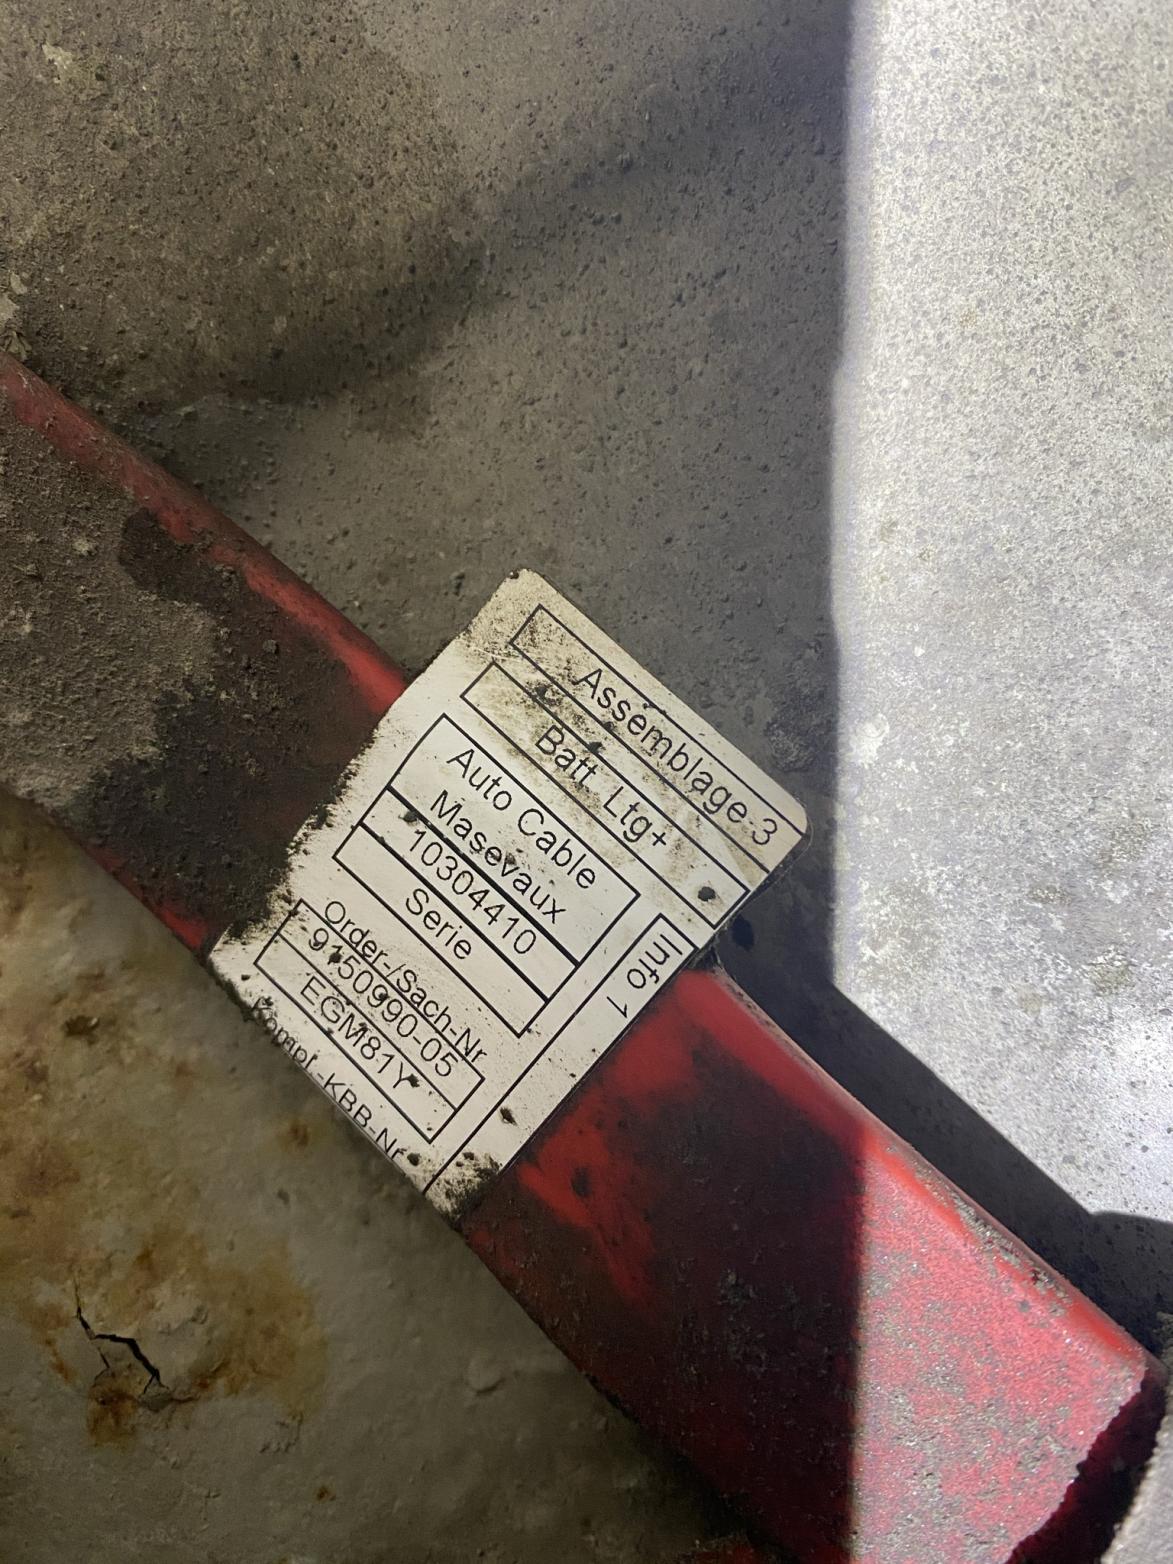 Assemblage 3
Batt. Ltg+
Auto Cable
Masevaux
10304410
Serie
Info 1
Order-/Sach-Nr
9150990-05
EGM81Y
Kompl.-KBB-Nr